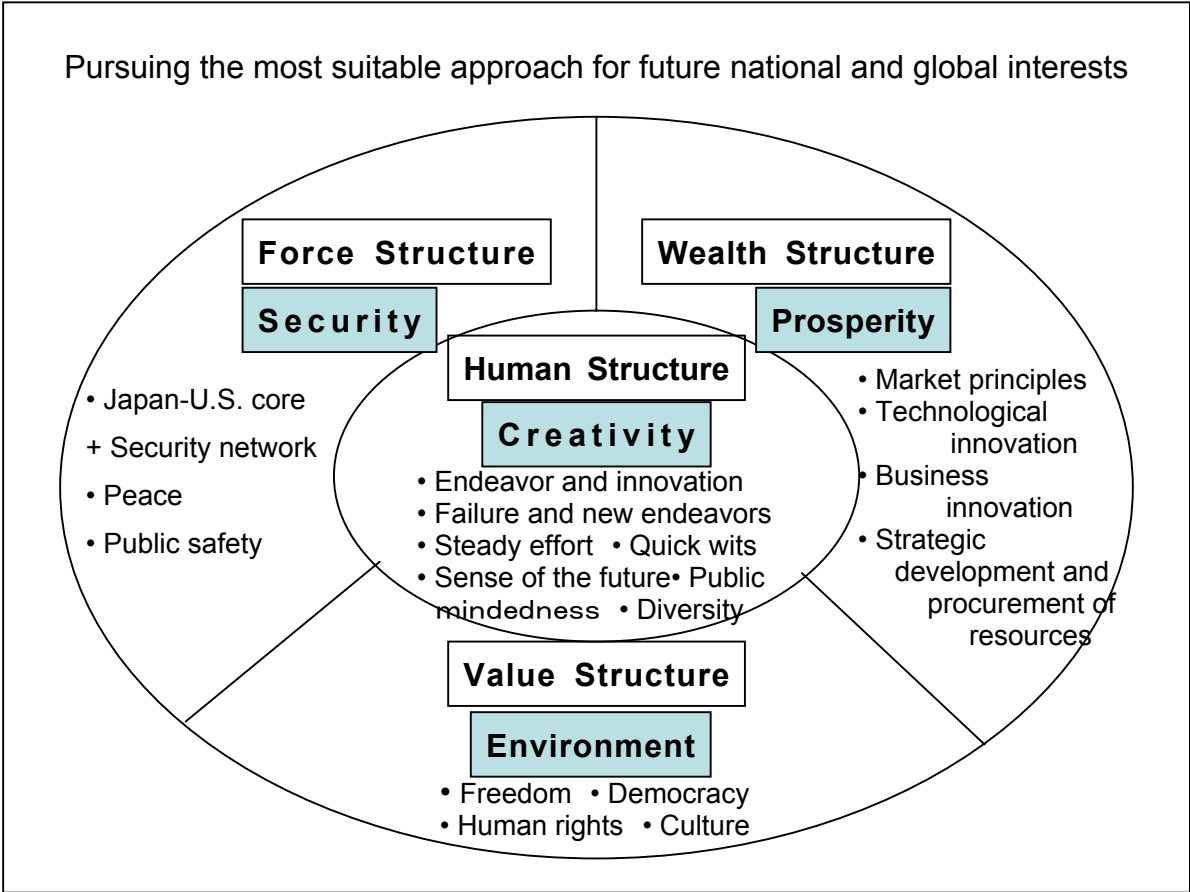 Pursuing the most suitable approach for future national and global interests
Force Structure
Security
• Japan-U.S. core
+ Security network
• Peace
• Public safety
Wealth Structure
Prosperity
• Market principles
• Technological
innovation
• Business
innovation
• Strategic
development and
procurement of
resources
Human Structure
Creativity
• Endeavor and innovation
• Failure and new endeavors
• Steady effort • Quick wits
• Sense of the future• Public
mindedness • Diversity
Value Structure
Environment
• Freedom • Democracy
• Human rights • Culture